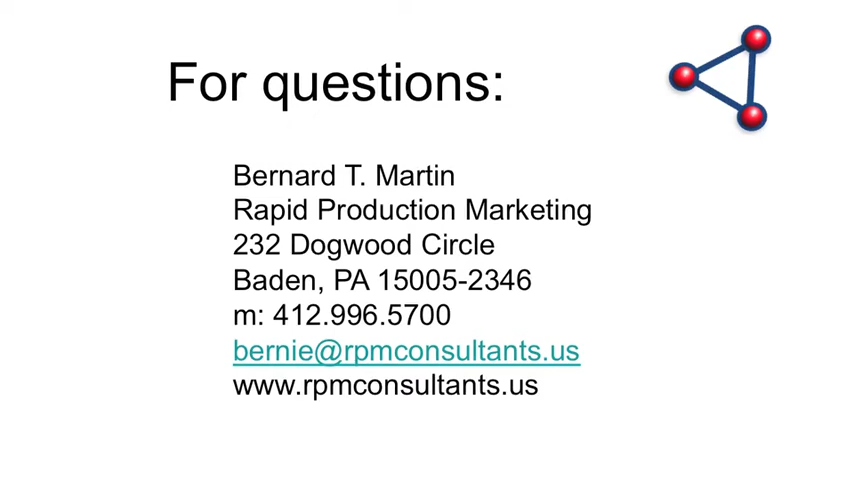 For questions:
Bernard T. Martin
Rapid Production Marketing
232 Dogwood Circle
Baden, PA 15005-2346
m: 412.996.5700
bernie@rpmconsultants.us
www.rpmconsultants.us